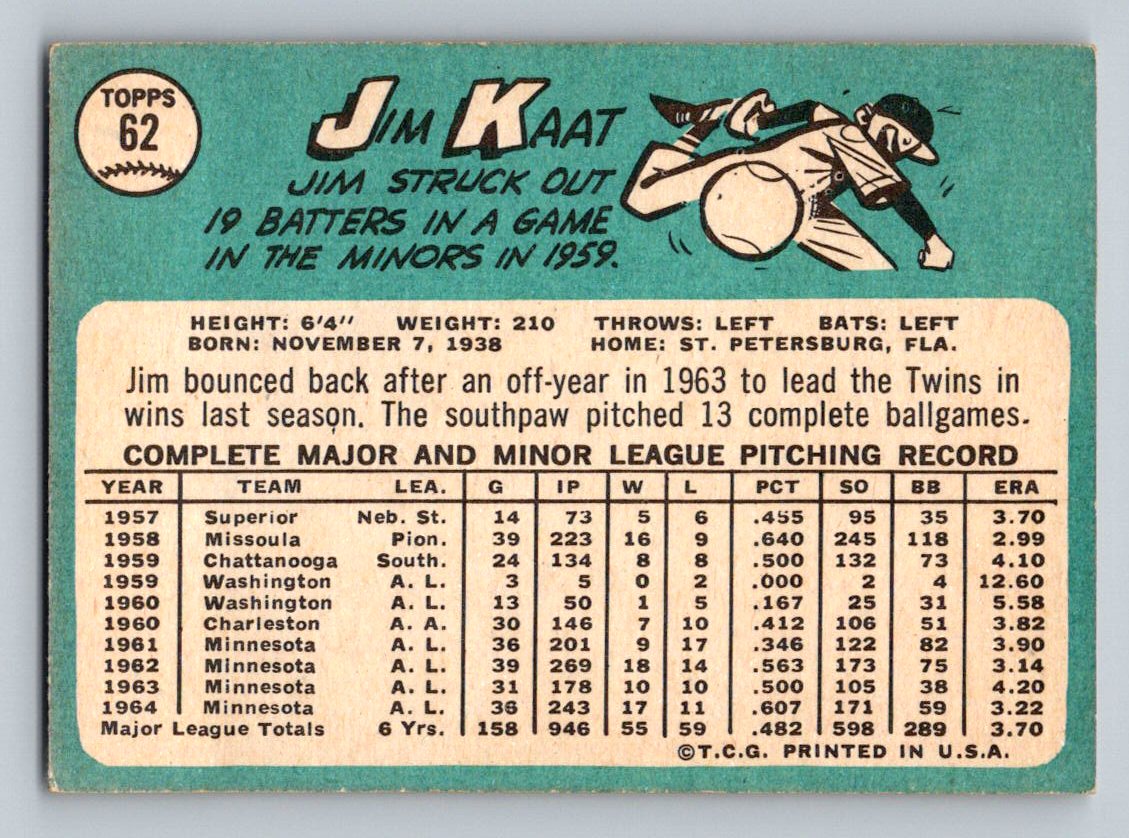 TOPPS
62
JIM KAAT
JIM STRUCK OUT
19 BATTERS IN A GAME
IN THE MINORS IN 1959.
HEIGHT: 6'4" WEIGHT: 210 THROWS: LEFT BATS: LEFT
BORN: NOVEMBER 7, 1938 HOME: ST. PETERSBURG, FLA.
Jim bounced back after an off-year in 1963 to lead the Twins in
wins last season. The southpaw pitched 13 complete ballgames.
COMPLETE MAJOR AND MINOR LEAGUE PITCHING RECORD
YEAR TEAM LEA. G IP W L PCT SO BB ERA
1957 Superior Neb. St. 14 73 5 6 .455 95 35 3.70
1958 Missoula Pion. 39 223 16 9 .640 245 118 2.99
1959 Chattanooga South. 24 134 8 8 .500 132 73 4.10
1959 Washington A. L. 3 5 0 2 .000 2 4 12.60
1960 Washington A. L. 13 50 1 5 .167 25 31 5.58
1960 Charleston A. A. 30 146 7 10 .412 106 51 3.82
1961 Minnesota A. L. 36 201 9 17 .346 122 82 3.90
1962 Minnesota A. L. 39 269 18 14 .563 173 75 3.14
1963 Minnesota A. L. 31 178 10 10 .500 105 38 4.20
1964 Minnesota A. L. 36 243 17 11 .607 171 59 3.22
Major League Totals 6 Yrs. 158 946 55 59 .482 598 289 3.70
©T.C.G. PRINTED IN U.S.A.